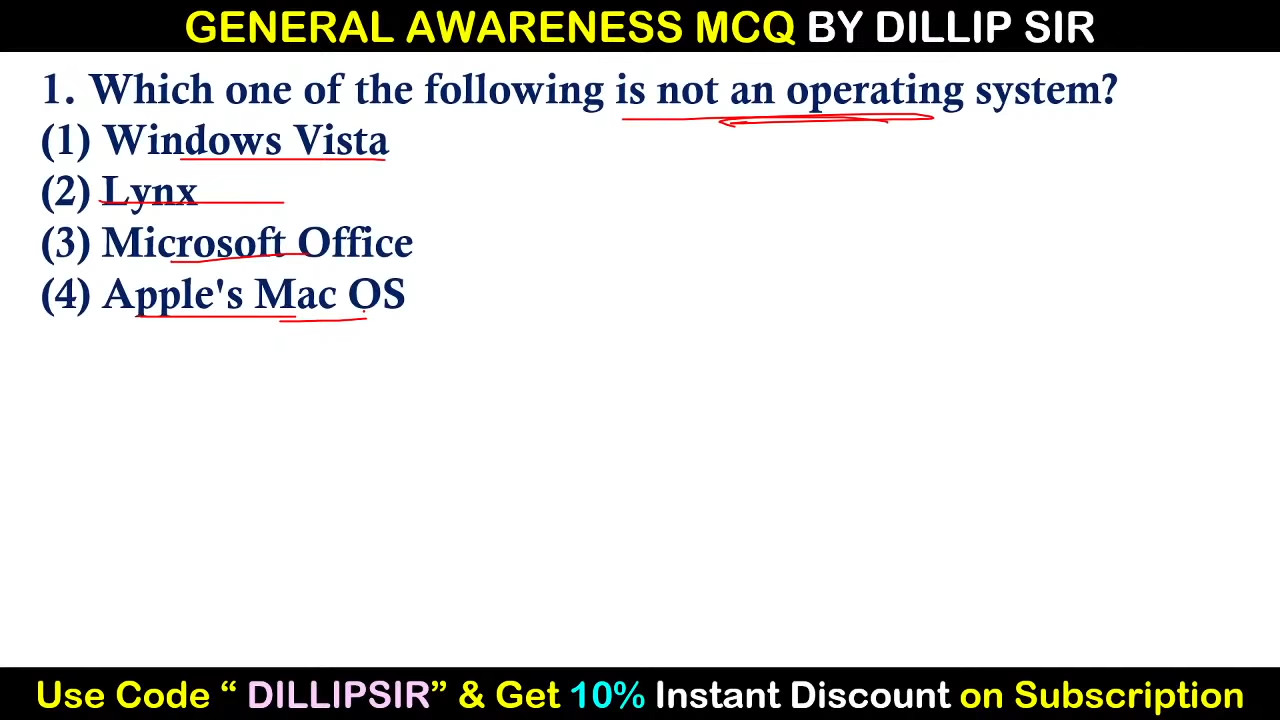 GENERAL AWARENESS MCQ BY DILLIP SIR
1. Which one of the following is not an operating system?
(1) Windows Vista
(2) Lynx
(3) Microsoft Office
(4) Apple's Mac OS
Use Code “ DILLIPSIR” & Get 10% Instant Discount on Subscription